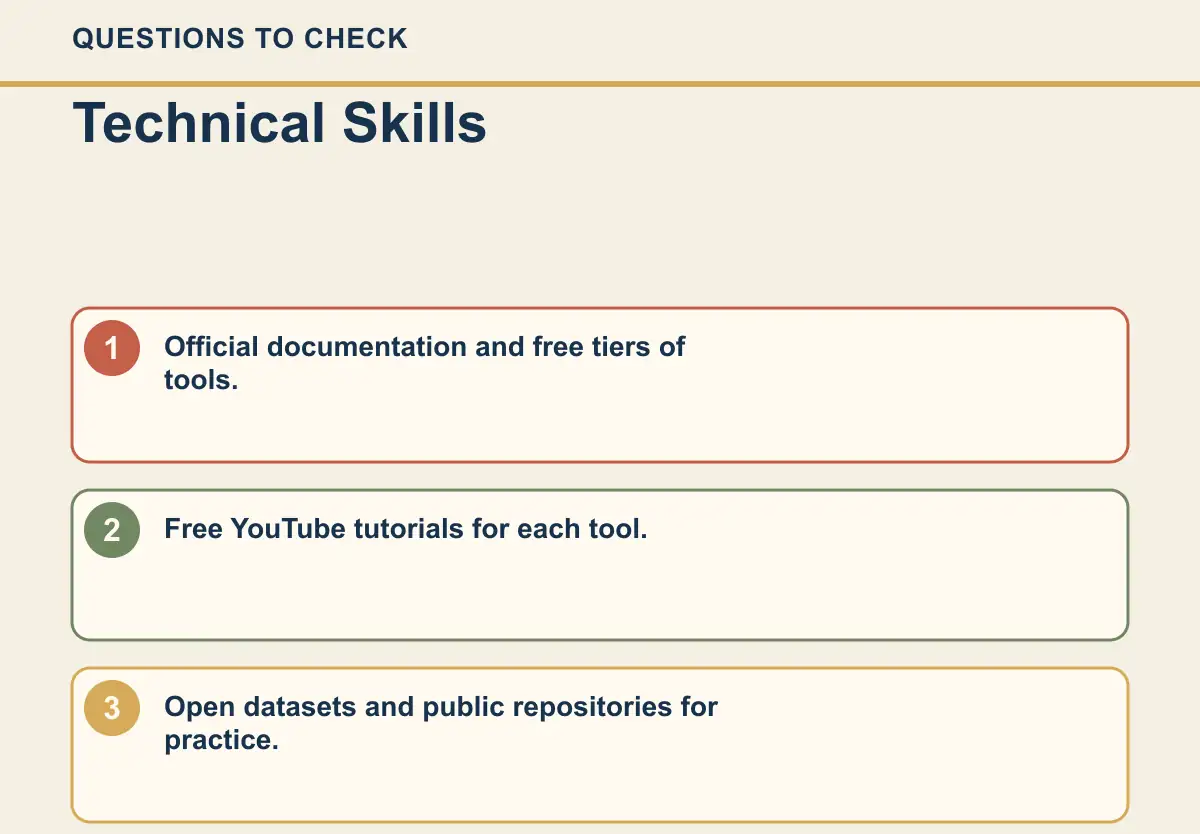 QUESTIONS TO CHECK
Technical Skills
1
Official documentation and free tiers of
tools.
2
Free YouTube tutorials for each tool.
3
Open datasets and public repositories for
practice.